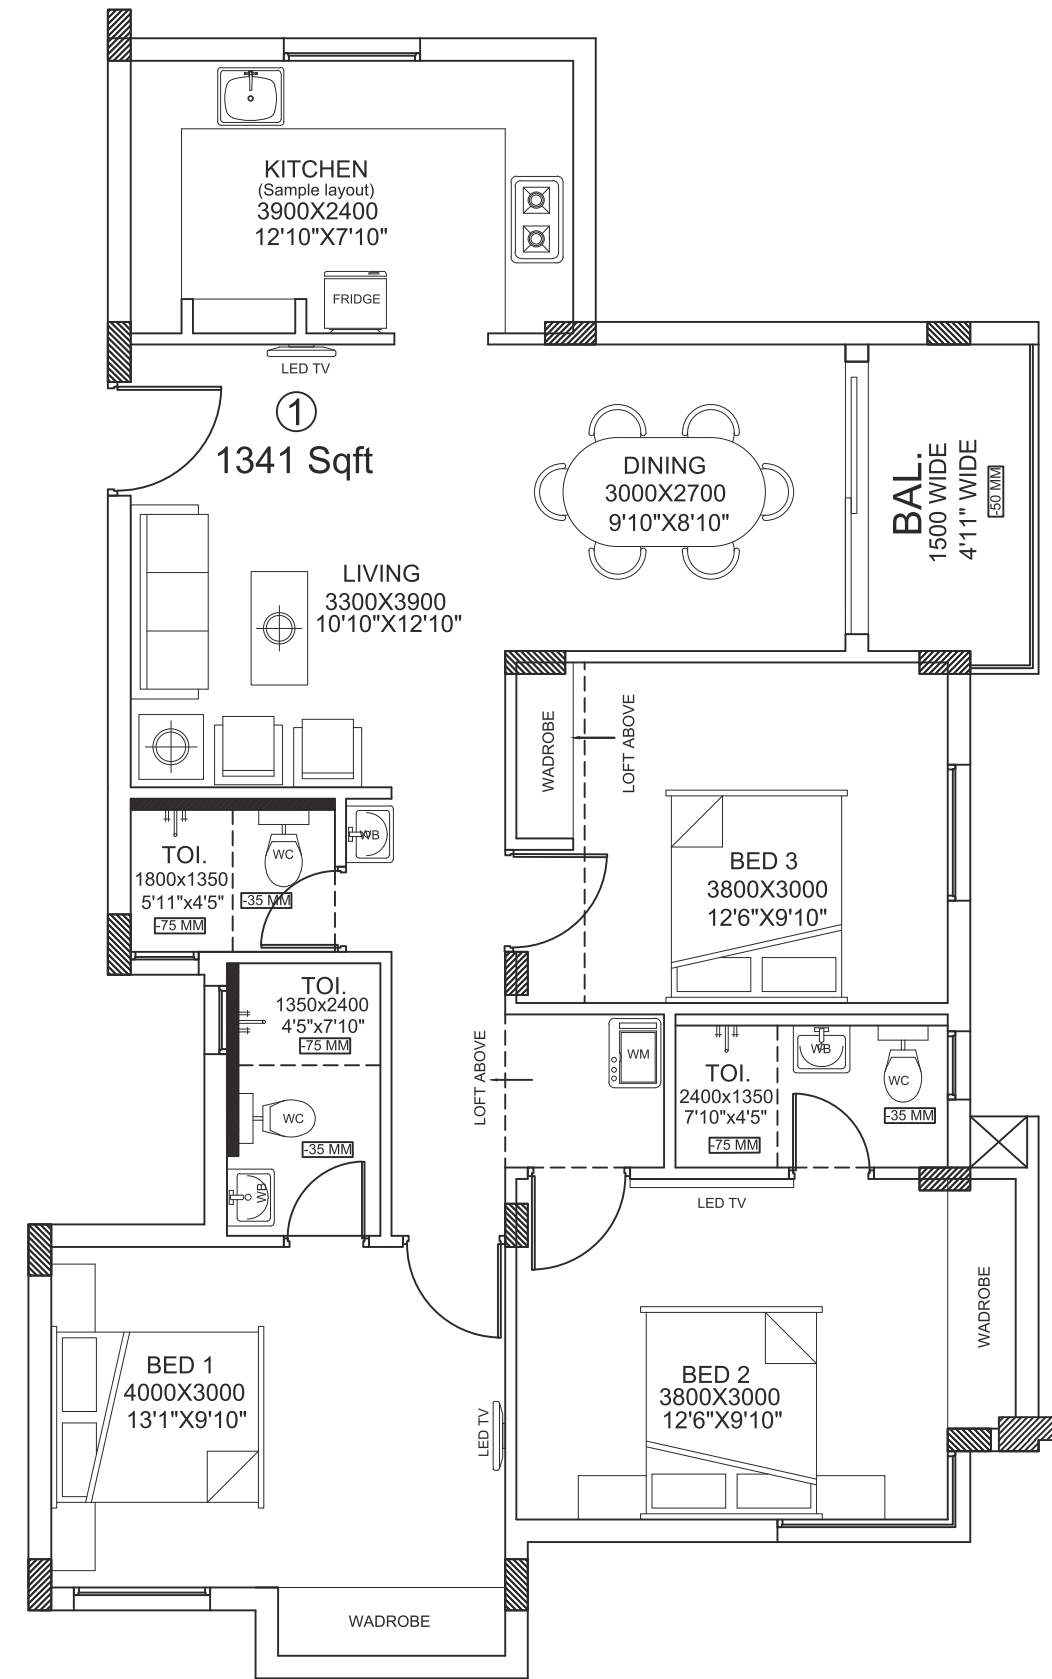 KITCHEN
(Sample layout)
3900X2400
12'10"X7'10"
FRIDGE
LED TV
1
1341 Sqft
DINING
3000X2700
9'10"X8'10"
BAL.
1500 WIDE
4'11" WIDE
-50 MM
LIVING
3300X3900
10'10"X12'10"
WADROBE
LOFT ABOVE
BED 3
3800X3000
12'6"X9'10"
WB
TOI.
1800x1350
5'11"x4'5"
-75 MM
WC
-35 MM
TOI.
1350x2400
4'5"x7'10"
-75 MM
WC
-35 MM
WB
LOFT ABOVE
WM
TOI.
2400x1350
7'10"x4'5"
-75 MM
WB
WC
-35 MM
LED TV
WADROBE
BED 1
4000X3000
13'1"X9'10"
LED TV
BED 2
3800X3000
12'6"X9'10"
WADROBE